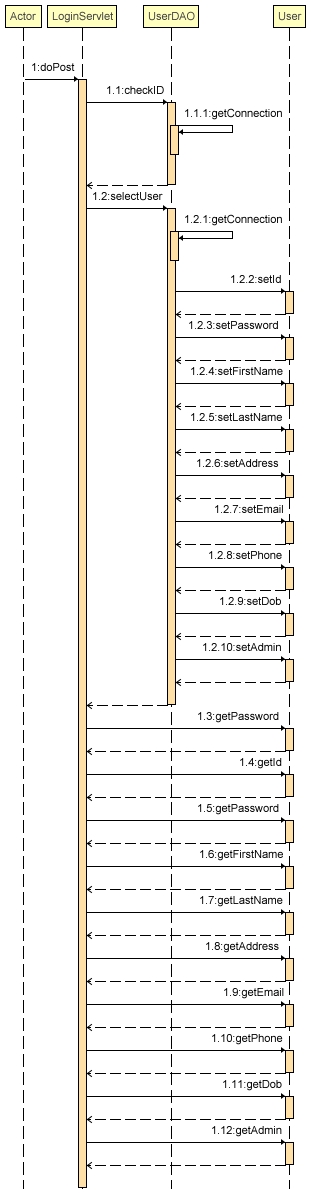 Actor LoginServlet UserDAO User
1:doPost
1.1:checkID
1.1.1:getConnection
1.2:selectUser
1.2.1:getConnection
1.2.2:setId
1.2.3:setPassword
1.2.4:setFirstName
1.2.5:setLastName
1.2.6:setAddress
1.2.7:setEmail
1.2.8:setPhone
1.2.9:setDob
1.2.10:setAdmin
1.3:getPassword
1.4:getId
1.5:getPassword
1.6:getFirstName
1.7:getLastName
1.8:getAddress
1.9:getEmail
1.10:getPhone
1.11:getDob
1.12:getAdmin